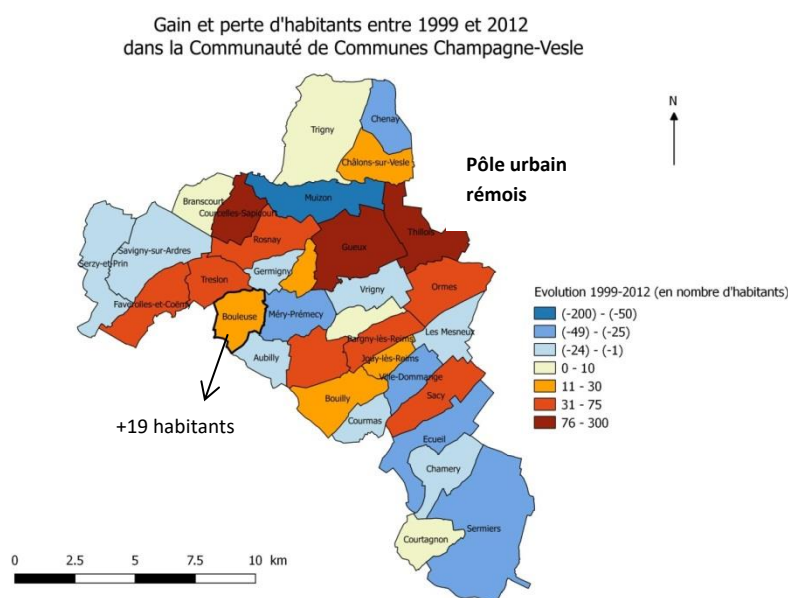 Gain et perte d'habitants entre 1999 et 2012
dans la Communauté de Communes Champagne-Vesle
N
Trigny
Chenay
Châlons-sur-Vesle
Pôle urbain
rémois
Branscourt
Courcelles-Sapicourt
Muizon
Thillois
Rosnay
Gueux
Savigny-sur-Ardres
Serzy-et-Prin
Germigny
Treslon
Vrigny
Ormes
Faverolles-et-Coëmy
Bouleuse
Méry-Prémecy
Les Mesneux
Bargny-lès-Reims
Jouy-lès-Reims
Aubilly
Ville-Dommange
Bouilly
Sacy
Courmas
Ecueil
Chamery
Sermiers
Courtagnon
+19 habitants
Evolution 1999-2012 (en nombre d'habitants)
(-200) - (-50)
(-49) - (-25)
(-24) - (-1)
0 - 10
11 - 30
31 - 75
76 - 300
0 2.5 5 7.5 10 km